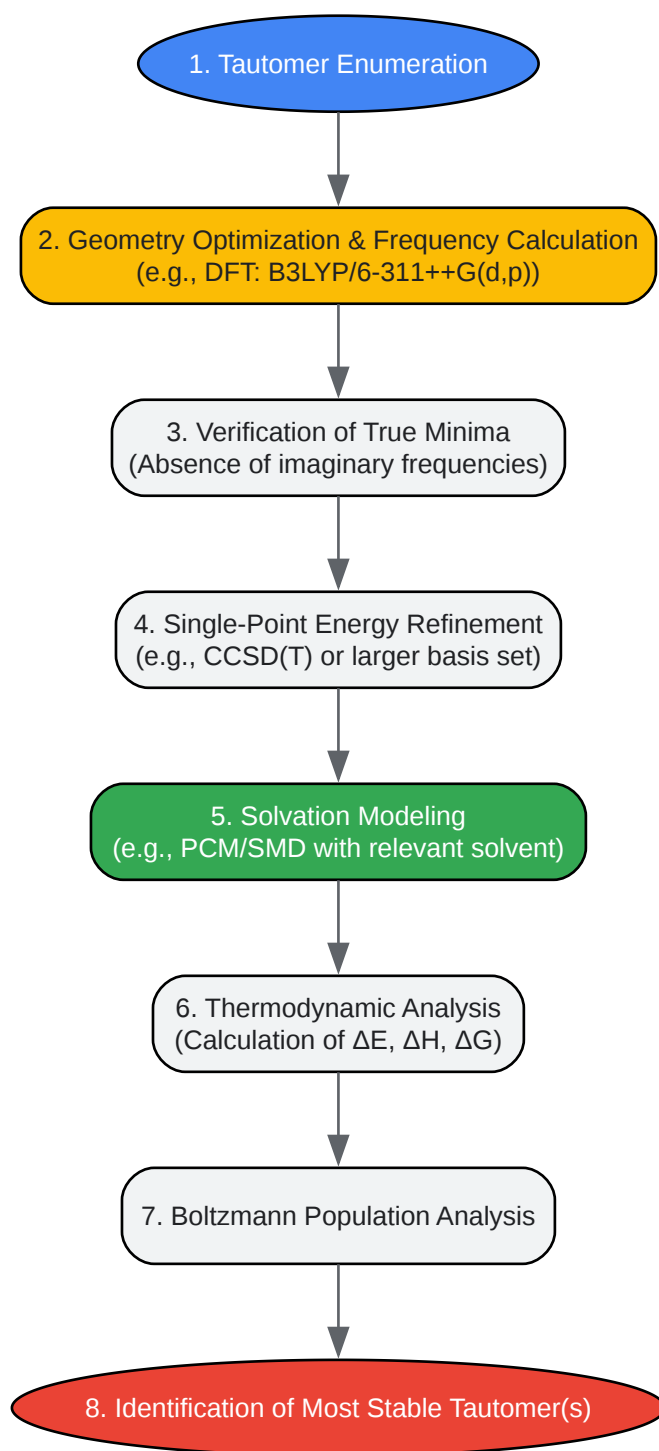 1. Tautomer Enumeration
2. Geometry Optimization & Frequency Calculation
(e.g., DFT: B3LYP/6-311++G(d,p))
3. Verification of True Minima
(Absence of imaginary frequencies)
4. Single-Point Energy Refinement
(e.g., CCSD(T) or larger basis set)
5. Solvation Modeling
(e.g., PCM/SMD with relevant solvent)
6. Thermodynamic Analysis
(Calculation of ΔE, ΔH, ΔG)
7. Boltzmann Population Analysis
8. Identification of Most Stable Tautomer(s)